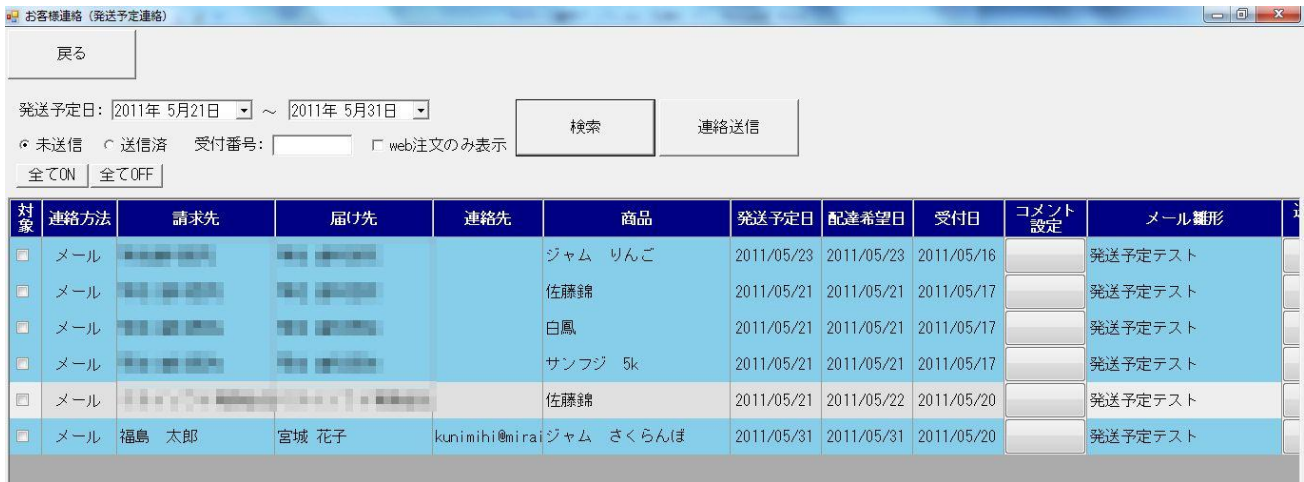 お客様連絡（発送予定連絡）
戻る
発送予定日： 2011年 5月21日 ～ 2011年 5月31日
検索 連絡送信
未送信 送信済 受付番号： web注文のみ表示
全てON 全てOFF
対象 連絡方法 請求先 届け先 連絡先 商品 発送予定日 配達希望日 受付日 コメント設定 メール雛形
メール ジャム りんご 2011/05/23 2011/05/23 2011/05/16 発送予定テスト
メール 佐藤錦 2011/05/21 2011/05/21 2011/05/17 発送予定テスト
メール 白鳳 2011/05/21 2011/05/21 2011/05/17 発送予定テスト
メール サンフジ 5k 2011/05/21 2011/05/21 2011/05/17 発送予定テスト
メール 佐藤錦 2011/05/21 2011/05/22 2011/05/20 発送予定テスト
メール 福島 太郎 宮城 花子 kunimihi@mirai ジャム さくらんぼ 2011/05/31 2011/05/31 2011/05/20 発送予定テスト